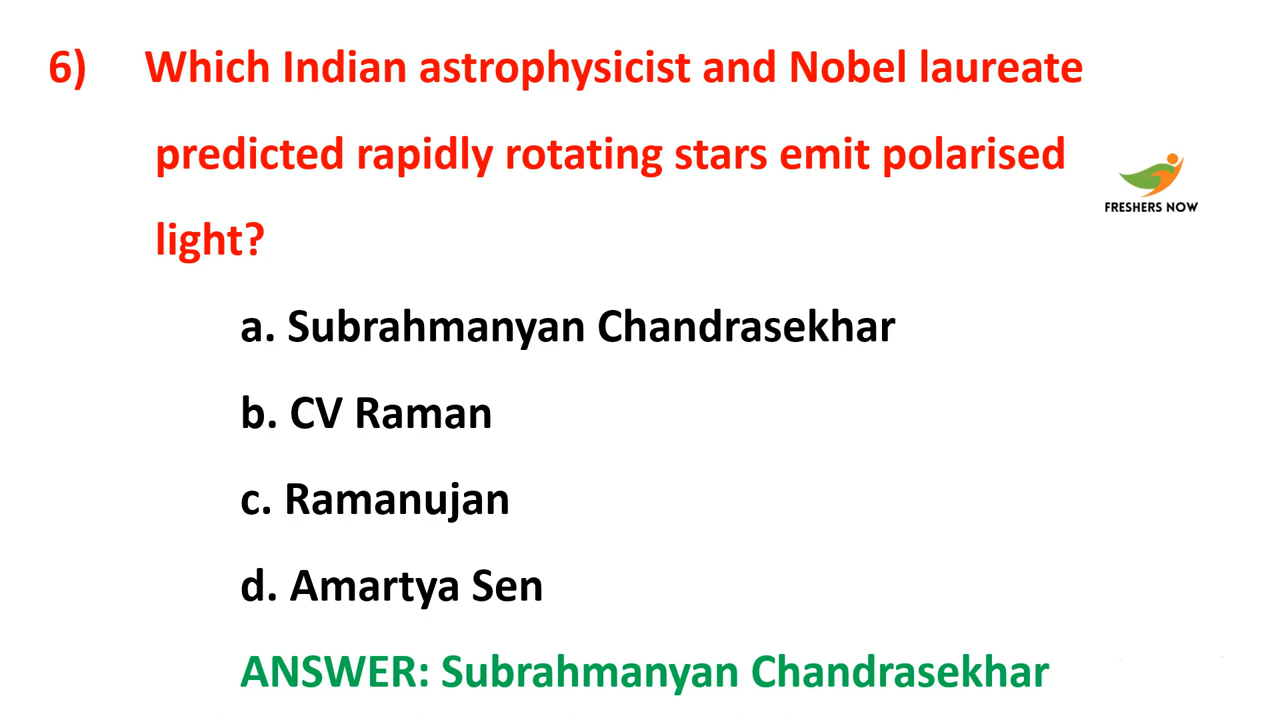 6) Which Indian astrophysicist and Nobel laureate
predicted rapidly rotating stars emit polarised
light?
FRESHERS NOW
a. Subrahmanyan Chandrasekhar
b. CV Raman
c. Ramanujan
d. Amartya Sen
ANSWER: Subrahmanyan Chandrasekhar